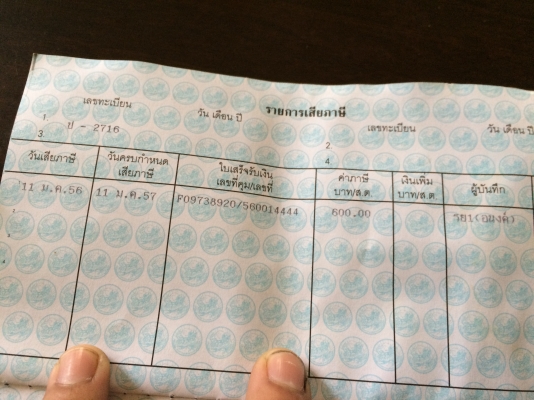 รายการเสียภาษี
เลขทะเบียน วัน เดือน ปี เลขทะเบียน วัน เดือน ปี
1. ป - 2716 2.
3. 4.
วันเสียภาษี วันครบกำหนด เสียภาษี ใบเสร็จรับเงิน เลขที่คุม/เลขที่ ค่าภาษี บาท/ส.ต. เงินเพิ่ม บาท/ส.ต. ผู้บันทึก
11 ม.ค.56 11 ม.ค.57 F09738920/560014444 600.00